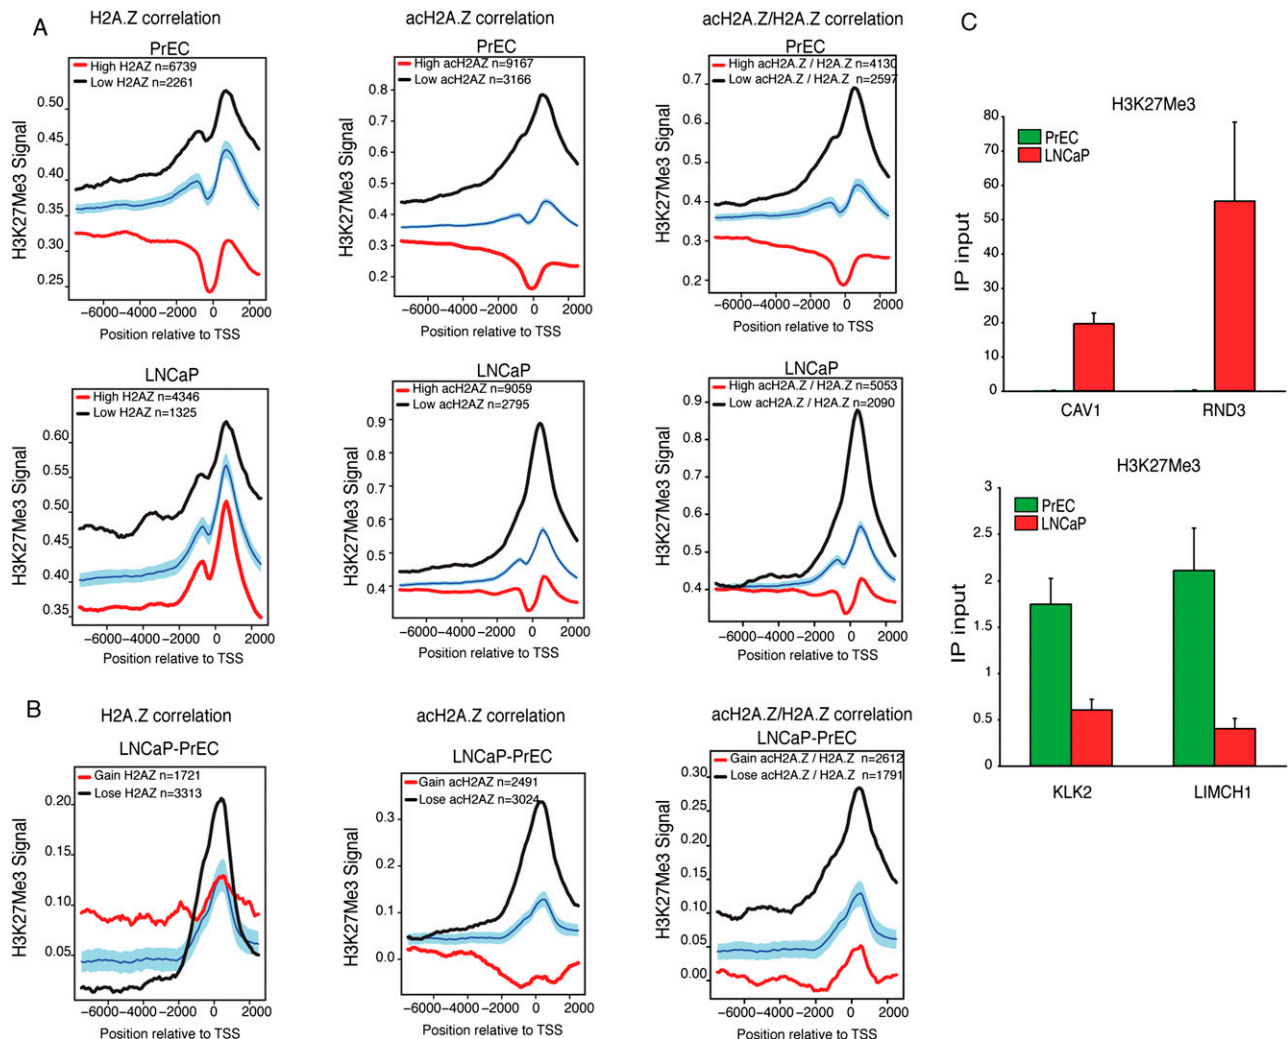 A
H2A.Z correlation
PrEC
High H2AZ n=6739
Low H2AZ n=2261
H3K27Me3 Signal
0.50
0.45
0.40
0.35
0.30
0.25
-6000 -4000 -2000 0 2000
Position relative to TSS
acH2A.Z correlation
PrEC
High acH2AZ n=9167
Low acH2AZ n=3166
H3K27Me3 Signal
0.8
0.7
0.6
0.5
0.4
0.3
0.2
-6000 -4000 -2000 0 2000
Position relative to TSS
acH2A.Z/H2A.Z correlation
PrEC
High acH2A.Z / H2A.Z n=4130
Low acH2A.Z / H2A.Z n=2597
H3K27Me3 Signal
0.7
0.6
0.5
0.4
0.3
0.2
-6000 -4000 -2000 0 2000
Position relative to TSS
LNCaP
High H2AZ n=4346
Low H2AZ n=1325
H3K27Me3 Signal
0.60
0.55
0.50
0.45
0.40
0.35
-6000 -4000 -2000 0 2000
Position relative to TSS
LNCaP
High acH2AZ n=9059
Low acH2AZ n=2795
H3K27Me3 Signal
0.9
0.8
0.7
0.6
0.5
0.4
-6000 -4000 -2000 0 2000
Position relative to TSS
LNCaP
High acH2A.Z / H2A.Z n=5053
Low acH2A.Z / H2A.Z n=2090
H3K27Me3 Signal
0.9
0.8
0.7
0.6
0.5
0.4
-6000 -4000 -2000 0 2000
Position relative to TSS
B
H2A.Z correlation
LNCaP-PrEC
Gain H2AZ n=1721
Lose H2AZ n=3313
H3K27Me3 Signal
0.20
0.15
0.10
0.05
-6000-4000 -2000 0 2000
Position relative to TSS
acH2A.Z correlation
LNCaP-PrEC
Gain acH2AZ n=2491
Lose acH2AZ n=3024
H3K27Me3 Signal
0.3
0.2
0.1
0.0
-6000-4000 -2000 0 2000
Position relative to TSS
acH2A.Z/H2A.Z correlation
LNCaP-PrEC
Gain acH2A.Z / H2A.Z n=2612
Lose acH2A.Z / H2A.Z n=1791
H3K27Me3 Signal
0.30
0.25
0.20
0.15
0.10
0.05
0.00
-6000-4000 -2000 0 2000
Position relative to TSS
C
H3K27Me3
PrEC
LNCaP
IP input
80
70
60
50
40
30
20
10
0
CAV1 RND3
H3K27Me3
PrEC
LNCaP
IP input
3
2.5
2
1.5
1
0.5
0
KLK2 LIMCH1